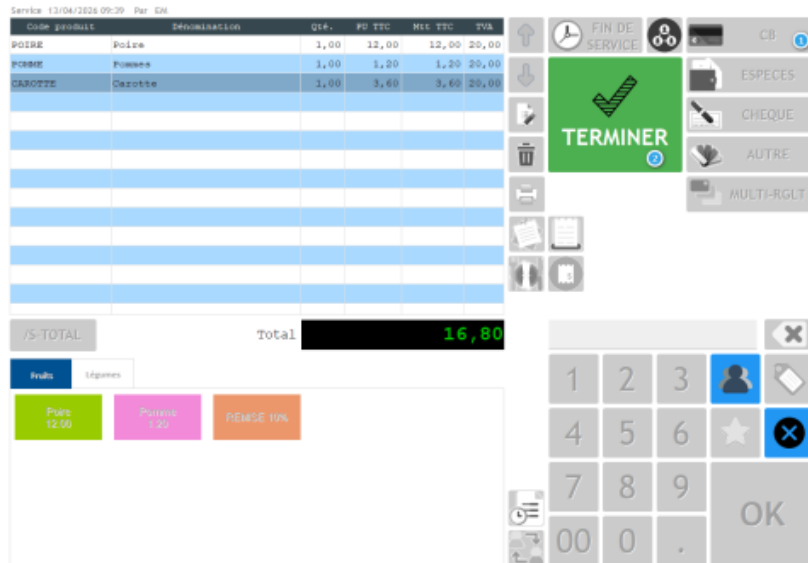 Service 13/04/2026 09:39 Par EM
Code produit Dénomination Qté. PU TTC Mtt TTC TVA
POIRE Poire 1,00 12,00 12,00 20,00
POMME Pommes 1,00 1,20 1,20 20,00
CAROTTE Carotte 1,00 3,60 3,60 20,00
/S-TOTAL Total 16,80
Fruits Légumes
Poire
12.00
Pomme
1.20
REMISE 10%
FIN DE
SERVICE
TERMINER
2
CB
1
ESPECES
CHEQUE
AUTRE
MULTI-RGLT
1 2 3
4 5 6
7 8 9
00 0 .
OK